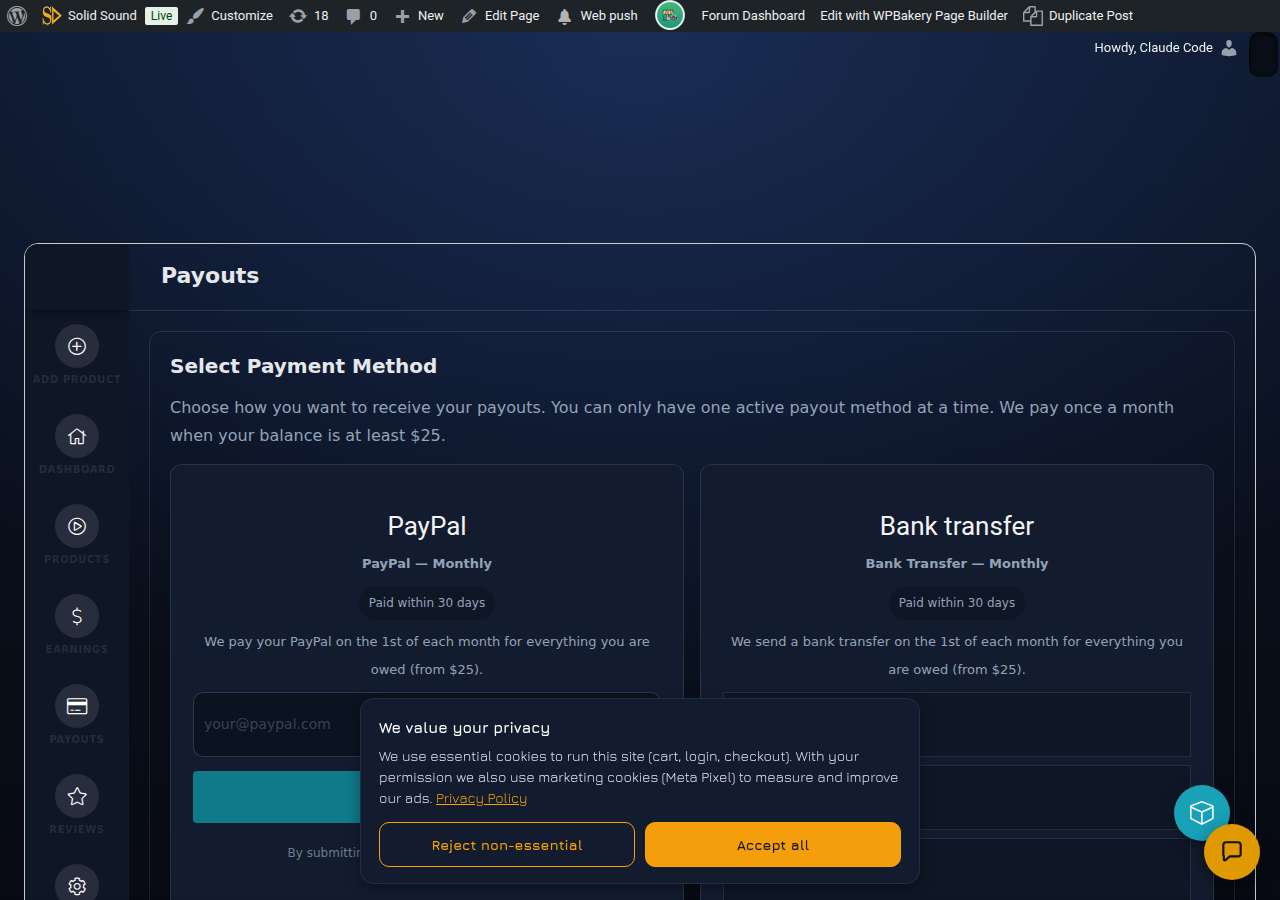 Solid Sound Live Customize 18 0 New Edit Page Web push Forum Dashboard Edit with WPBakery Page Builder Duplicate Post
Howdy, Claude Code
Payouts
ADD PRODUCT
DASHBOARD
PRODUCTS
EARNINGS
PAYOUTS
REVIEWS
Select Payment Method
Choose how you want to receive your payouts. You can only have one active payout method at a time. We pay once a month
when your balance is at least $25.
PayPal
PayPal — Monthly
Paid within 30 days
We pay your PayPal on the 1st of each month for everything you are
owed (from $25).
your@paypal.com
By submittin
Bank transfer
Bank Transfer — Monthly
Paid within 30 days
We send a bank transfer on the 1st of each month for everything you
are owed (from $25).
We value your privacy
We use essential cookies to run this site (cart, login, checkout). With your
permission we also use marketing cookies (Meta Pixel) to measure and improve
our ads. Privacy Policy
Reject non-essential
Accept all